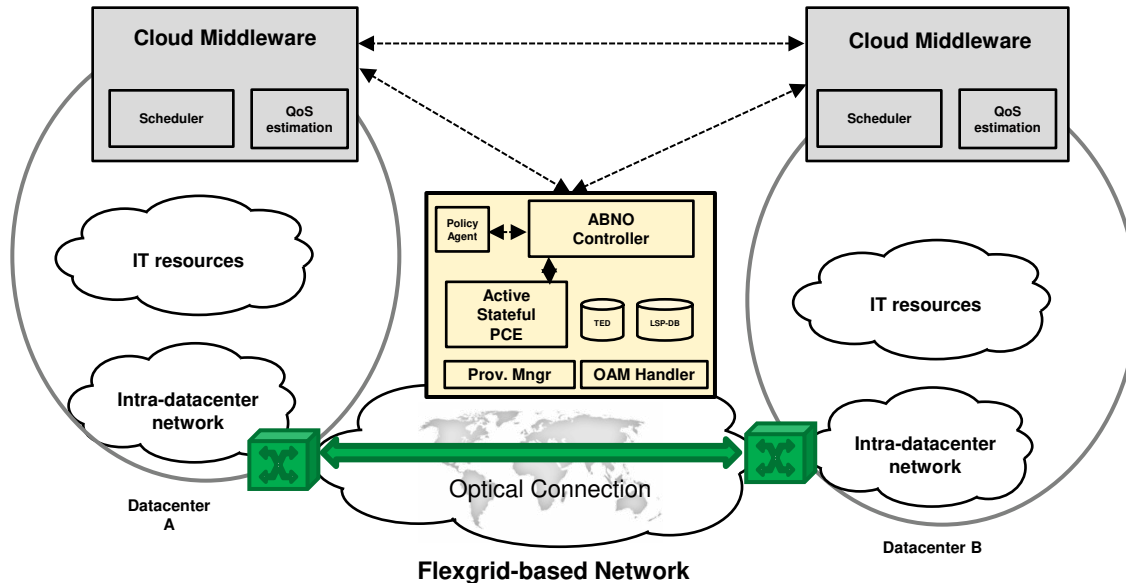 Cloud Middleware
Scheduler
QoS
estimation
Cloud Middleware
Scheduler
QoS
estimation
IT resources
Policy
Agent
ABNO
Controller
Active
Stateful
PCE
TED
LSP-DB
Prov. Mngr
OAM Handler
IT resources
Intra-datacenter
network
Intra-datacenter
network
Optical Connection
Datacenter
A
Datacenter B
Flexgrid-based Network